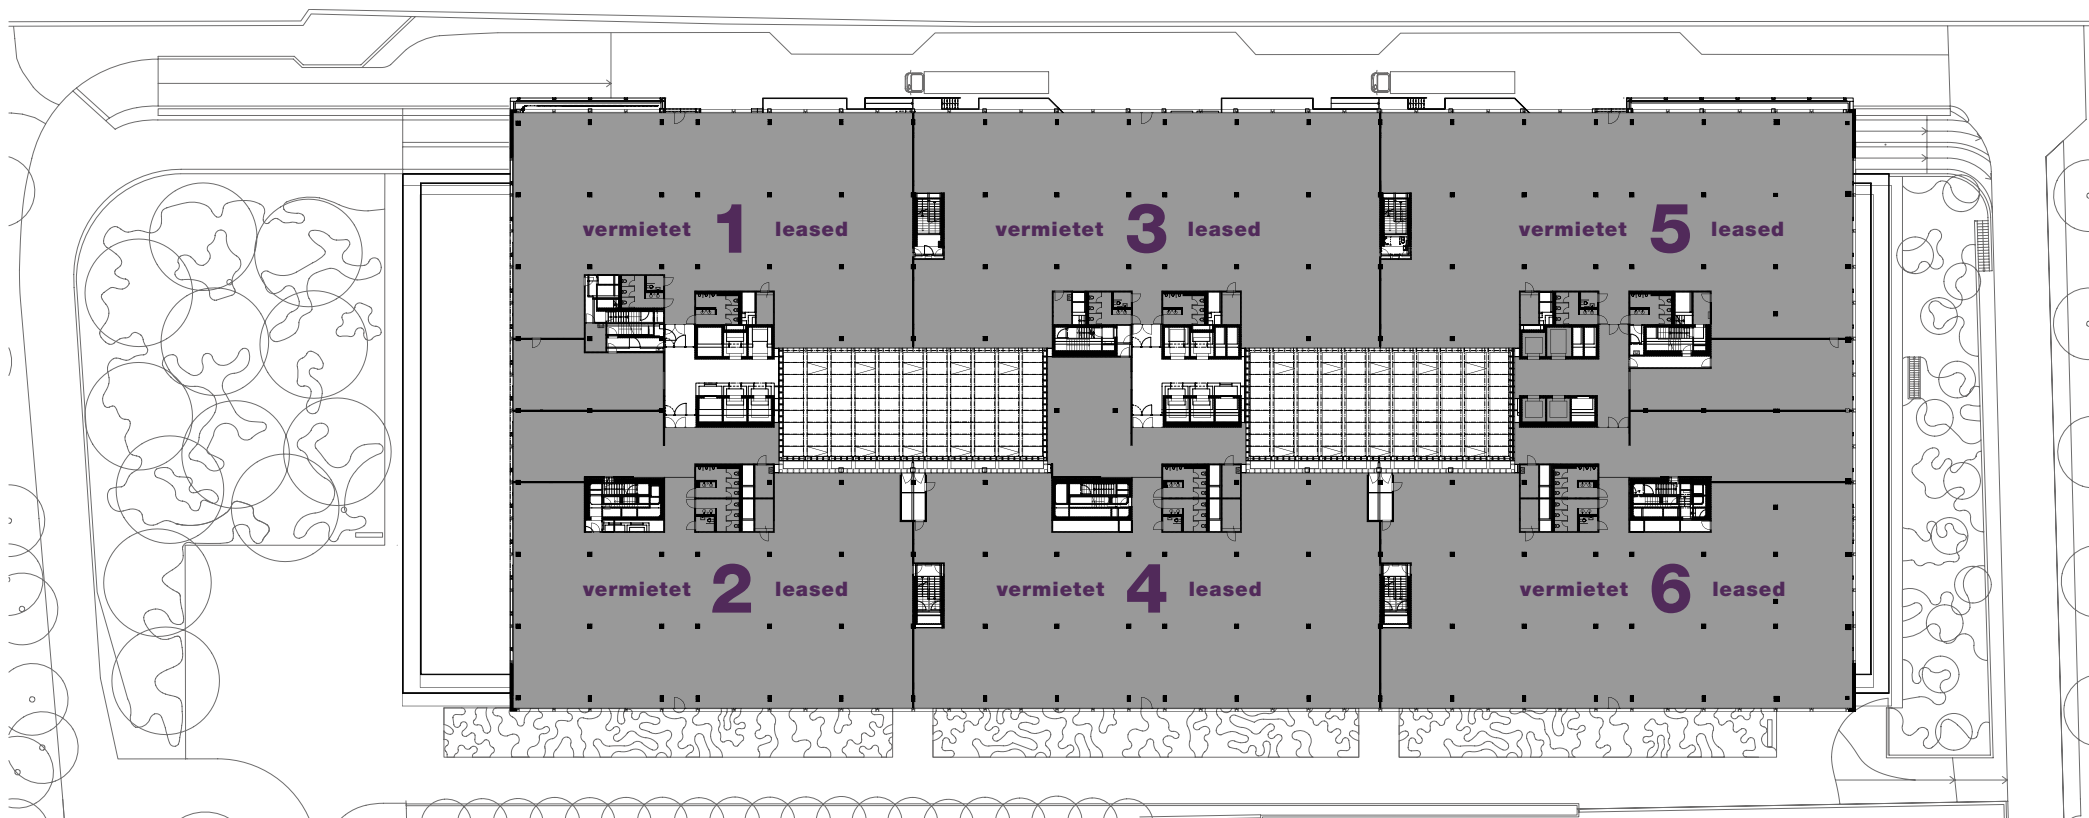 vermietet 1 leased
vermietet 3 leased
vermietet 5 leased
vermietet 2 leased
vermietet 4 leased
vermietet 6 leased